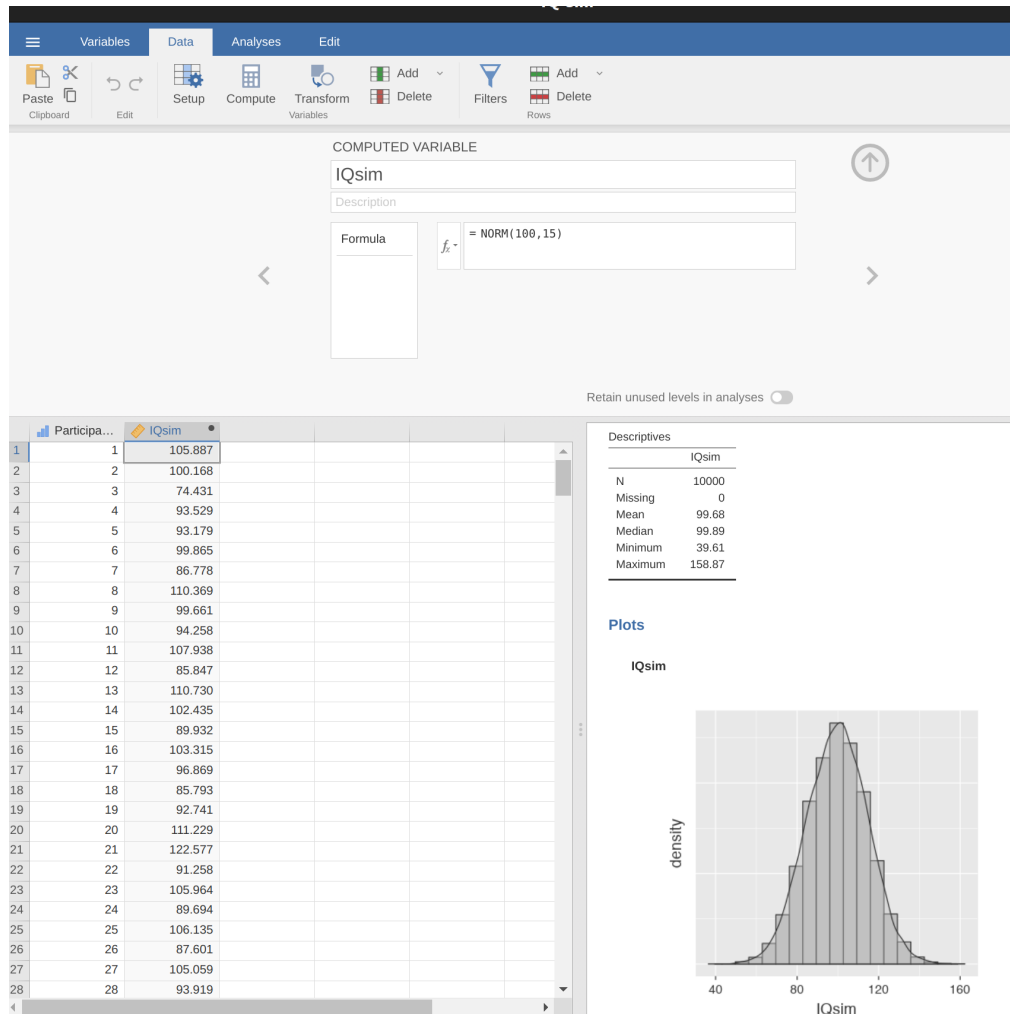 Variables Data Analyses Edit
Paste Setup Compute Transform Add Delete Filters Add Delete
Clipboard Edit Variables Rows
COMPUTED VARIABLE
IQsim
Description
Formula
fx = NORM(100,15)
Retain unused levels in analyses
Participa... IQsim
1 1 105.887
2 2 100.168
3 3 74.431
4 4 93.529
5 5 93.179
6 6 99.865
7 7 86.778
8 8 110.369
9 9 99.661
10 10 94.258
11 11 107.938
12 12 85.847
13 13 110.730
14 14 102.435
15 15 89.932
16 16 103.315
17 17 96.869
18 18 85.793
19 19 92.741
20 20 111.229
21 21 122.577
22 22 91.258
23 23 105.964
24 24 89.694
25 25 106.135
26 26 87.601
27 27 105.059
28 28 93.919
Descriptives
IQsim
N 10000
Missing 0
Mean 99.68
Median 99.89
Minimum 39.61
Maximum 158.87
Plots
IQsim
density
40 80 120 160
IQsim